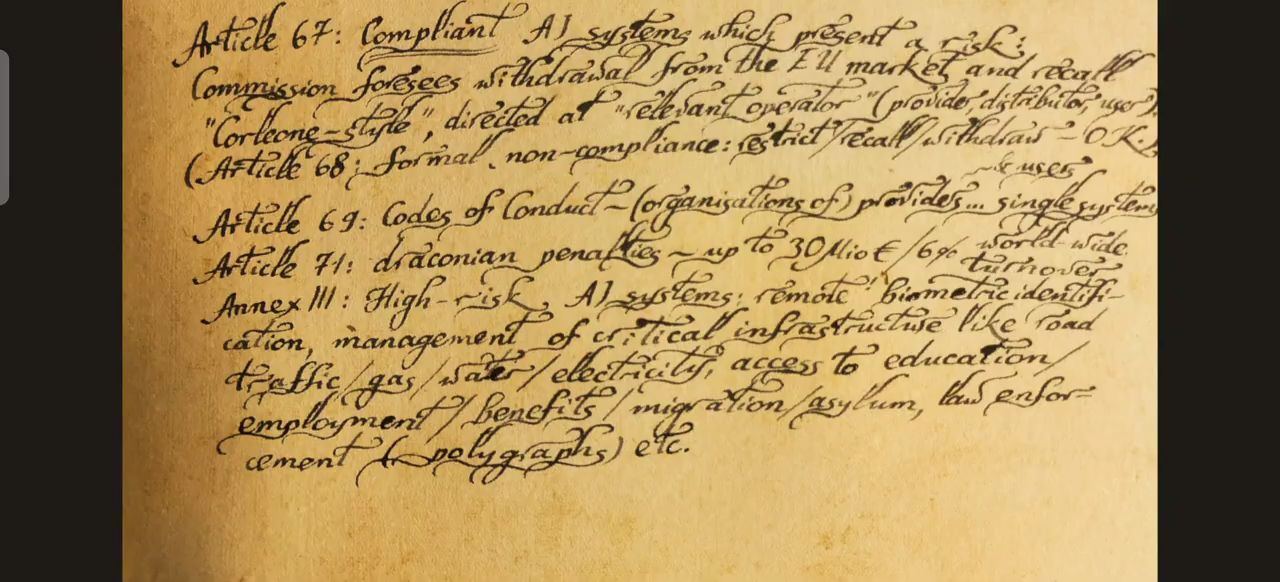 Article 67: Compliant AI systems which present a risk:
Commission foresees withdrawal from the EU market and recall
"Corleone-style", directed at "relevant operator" (provider, distributor, user).
(Article 68: formal non-compliance: restrict/recall/withdraw – O.K.)
~& user
Article 69: Codes of Conduct – (organisations of) providers... single systems
Article 71: draconian penalties – up to 30 Mio € / 6% world-wide
turnover
Annex III: High-risk AI systems: remote biometric identifi-
cation, management of critical infrastructure like road
traffic/gas/water/electricity, access to education/
employment/benefits/migration/asylum, law enfor-
cement (polygraphs) etc.